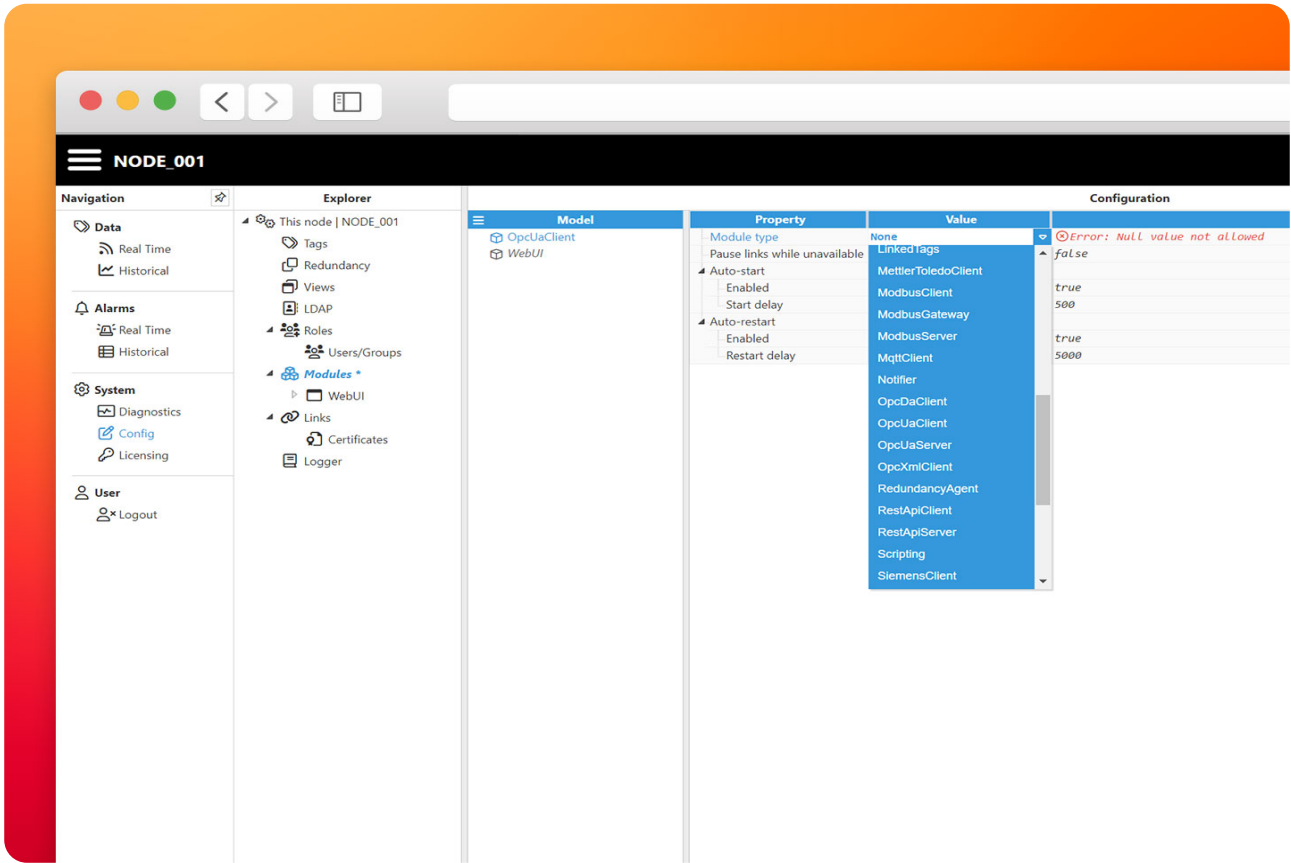 NODE_001
Navigation
Data
Real Time
Historical
Alarms
Real Time
Historical
System
Diagnostics
Config
Licensing
User
Logout
Explorer
This node | NODE_001
Tags
Redundancy
Views
LDAP
Roles
Users/Groups
Modules *
WebUI
Links
Certificates
Logger
Configuration
Model
OpcUaClient
WebUI
Property Value
Module type None Error: Null value not allowed
Pause links while unavailable false
Auto-start
Enabled true
Start delay 500
Auto-restart
Enabled true
Restart delay 5000
LinkedTags
MettlerToledoClient
ModbusClient
ModbusGateway
ModbusServer
MqttClient
Notifier
OpcDaClient
OpcUaClient
OpcUaServer
OpcXmlClient
RedundancyAgent
RestApiClient
RestApiServer
Scripting
SiemensClient